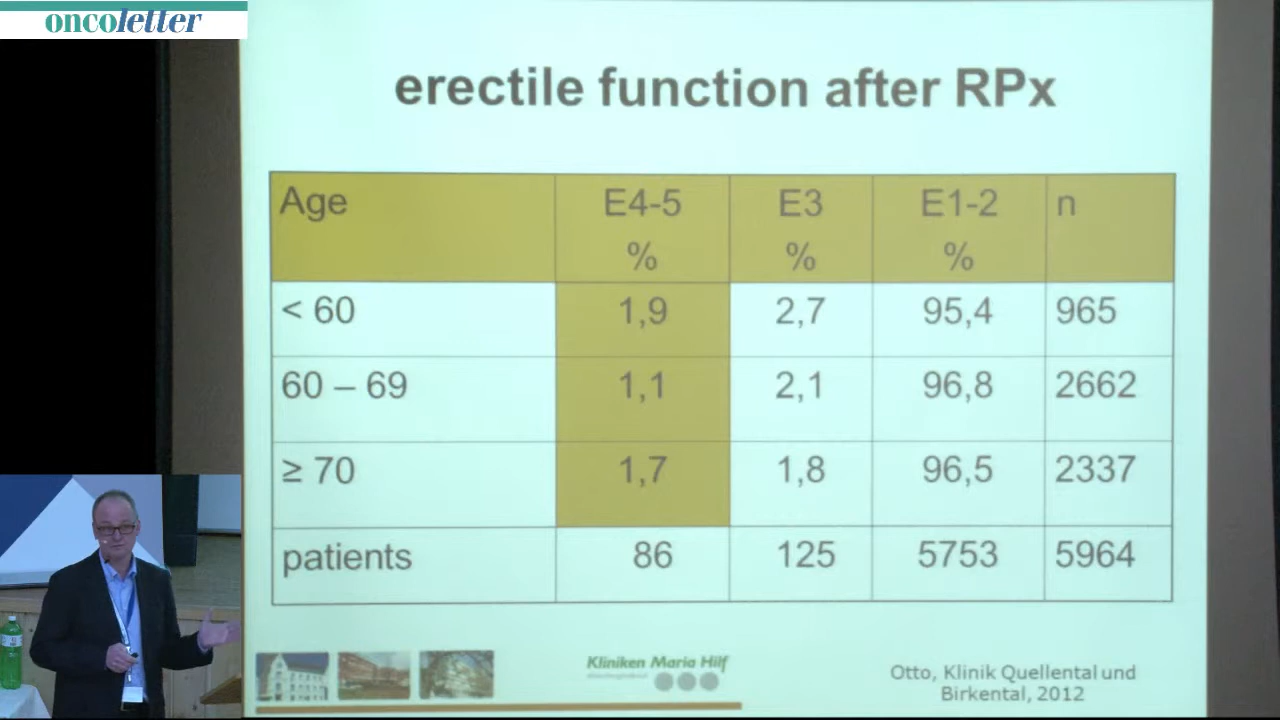 oncoletter
erectile function after RPx
Age E4-5 E3 E1-2 n
% % %
< 60 1,9 2,7 95,4 965
60 – 69 1,1 2,1 96,8 2662
≥ 70 1,7 1,8 96,5 2337
patients 86 125 5753 5964
Kliniken Maria Hilf
Otto, Klinik Quellental und
Birkental, 2012